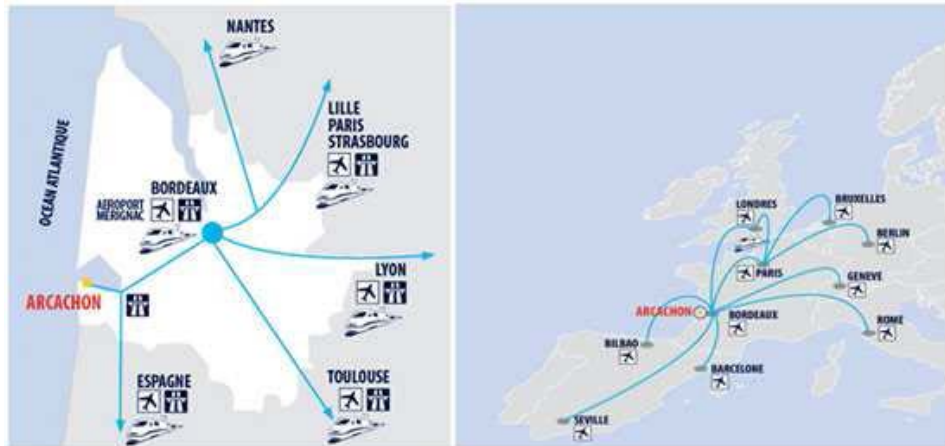 NANTES
LILLE
PARIS
STRASBOURG
OCEAN ATLANTIQUE
BORDEAUX
AEROPORT
MERIGNAC
LYON
ARCACHON
ESPAGNE
TOULOUSE
LONDRES
BRUXELLES
BERLIN
PARIS
GENEVE
ARCACHON
BORDEAUX
ROME
BILBAO
BARCELONE
SEVILLE